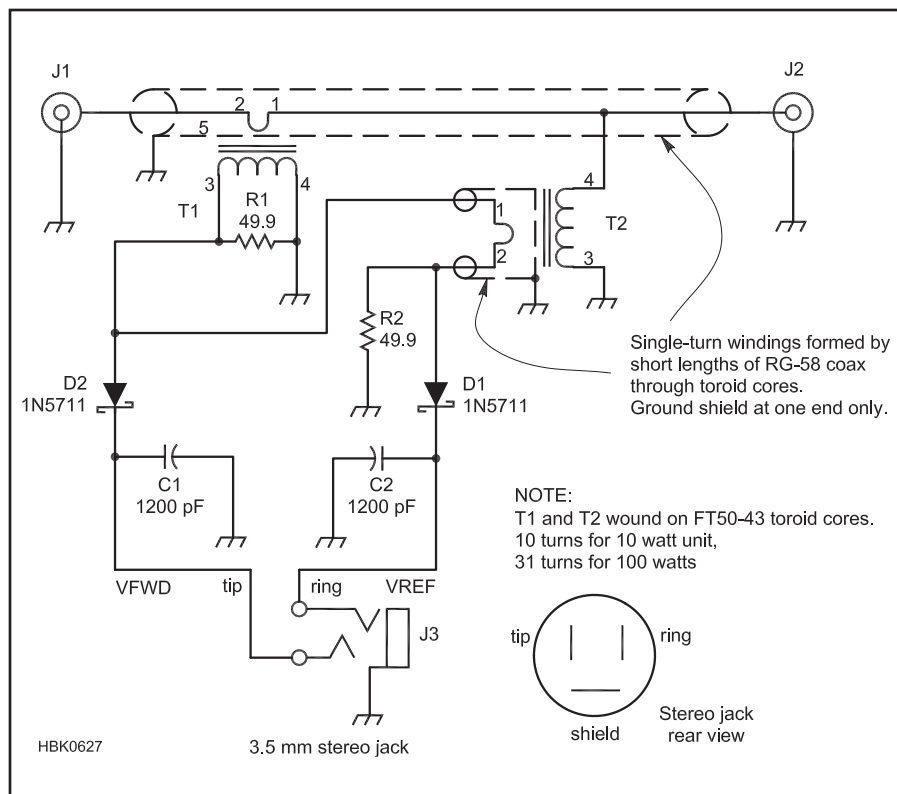 J1
J2
2
1
5
3
4
R1
49.9
T1
4
1
T2
2
3
R2
49.9
Single-turn windings formed by
short lengths of RG-58 coax
through toroid cores.
Ground shield at one end only.
D2
1N5711
D1
1N5711
C1
1200 pF
C2
1200 pF
NOTE:
T1 and T2 wound on FT50-43 toroid cores.
10 turns for 10 watt unit,
31 turns for 100 watts
VFWD
tip
ring
VREF
J3
tip
ring
shield
Stereo jack
rear view
HBK0627
3.5 mm stereo jack